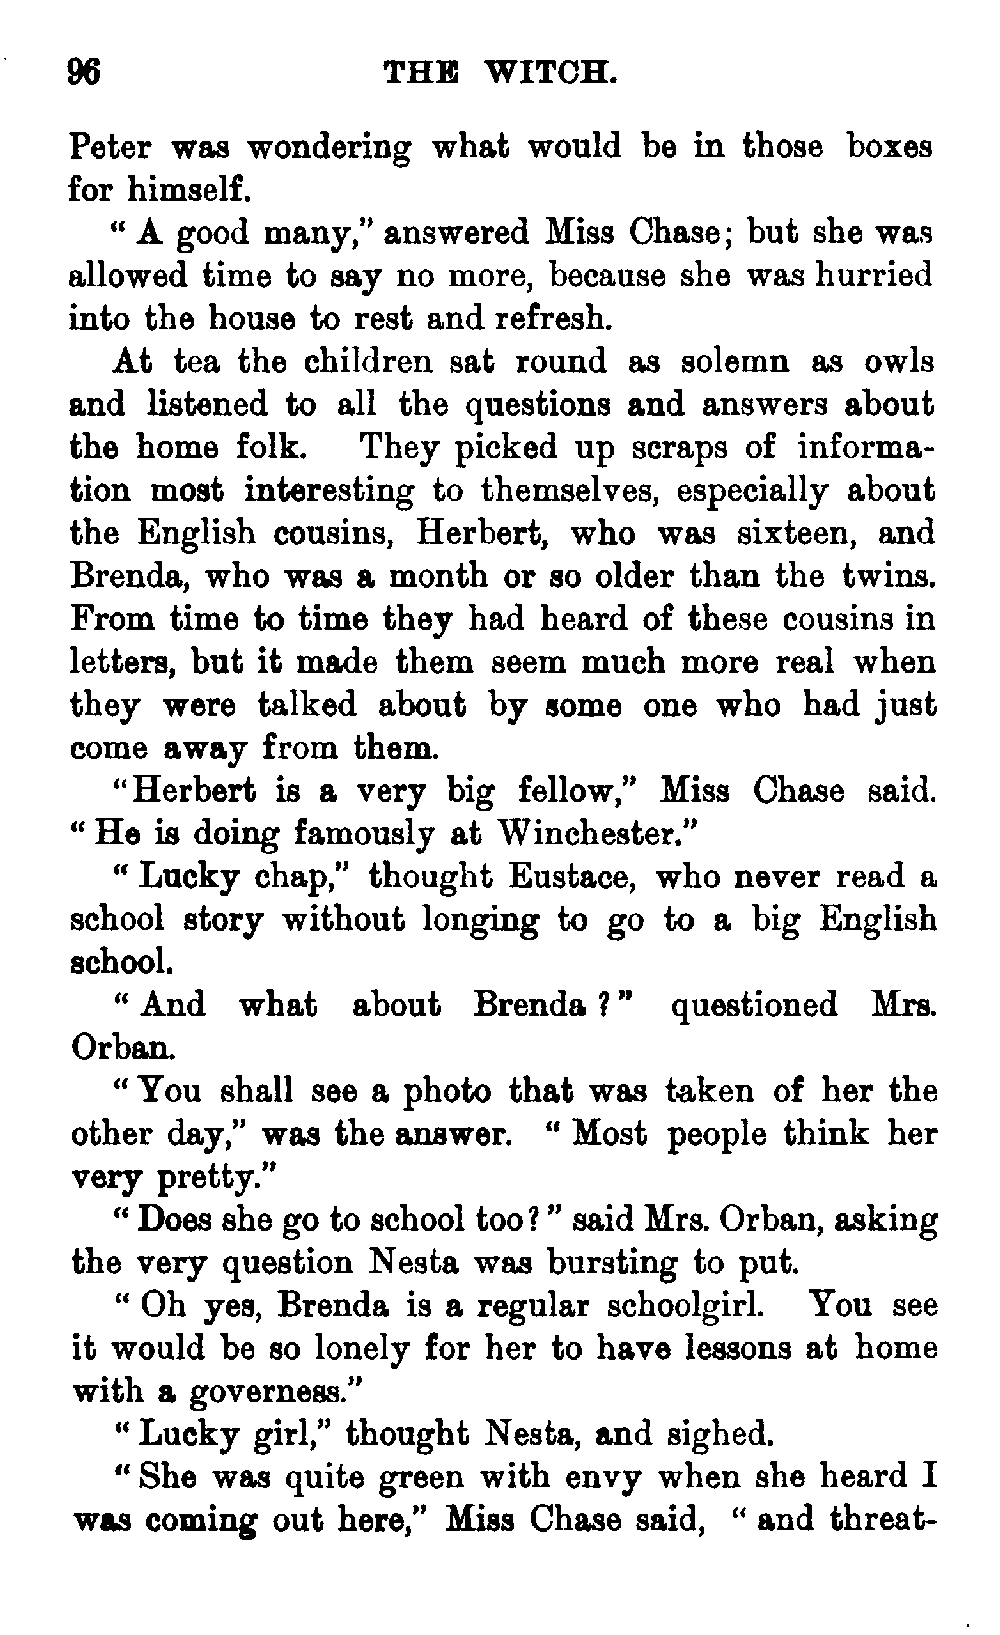 96 THE WITCH.
Peter was wondering what would be in those boxes
for himself.
" A good many," answered Miss Chase; but she was
allowed time to say no more, because she was hurried
into the house to rest and refresh.
At tea the children sat round as solemn as owls
and listened to all the questions and answers about
the home folk. They picked up scraps of informa-
tion most interesting to themselves, especially about
the English cousins, Herbert, who was sixteen, and
Brenda, who was a month or so older than the twins.
From time to time they had heard of these cousins in
letters, but it made them seem much more real when
they were talked about by some one who had just
come away from them.
"Herbert is a very big fellow," Miss Chase said.
" He is doing famously at Winchester."
" Lucky chap," thought Eustace, who never read a
school story without longing to go to a big English
school.
" And what about Brenda ? " questioned Mrs.
Orban.
" You shall see a photo that was taken of her the
other day," was the answer. " Most people think her
very pretty."
" Does she go to school too? " said Mrs. Orban, asking
the very question Nesta was bursting to put.
" Oh yes, Brenda is a regular schoolgirl. You see
it would be so lonely for her to have lessons at home
with a governess."
" Lucky girl," thought Nesta, and sighed.
" She was quite green with envy when she heard I
was coming out here," Miss Chase said, " and threat-